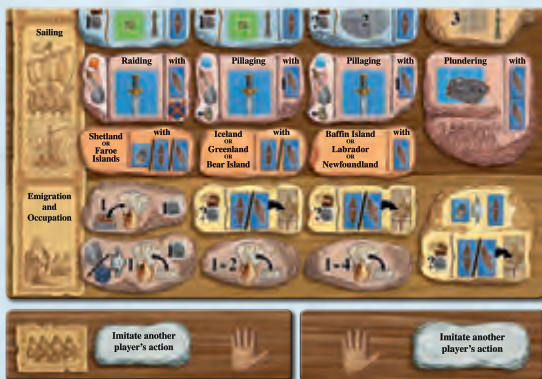 Sailing
2
3
Raiding with
Pillaging with
Pillaging with
Plundering with
Shetland
OR
Faroe
Islands
with
Iceland
OR
Greenland
OR
Bear Island
with
Baffin Island
OR
Labrador
OR
Newfoundland
with
Emigration
and
Occupation
1
?
?
?
1
1-2
1-4
Imitate another
player's action
Imitate another
player's action